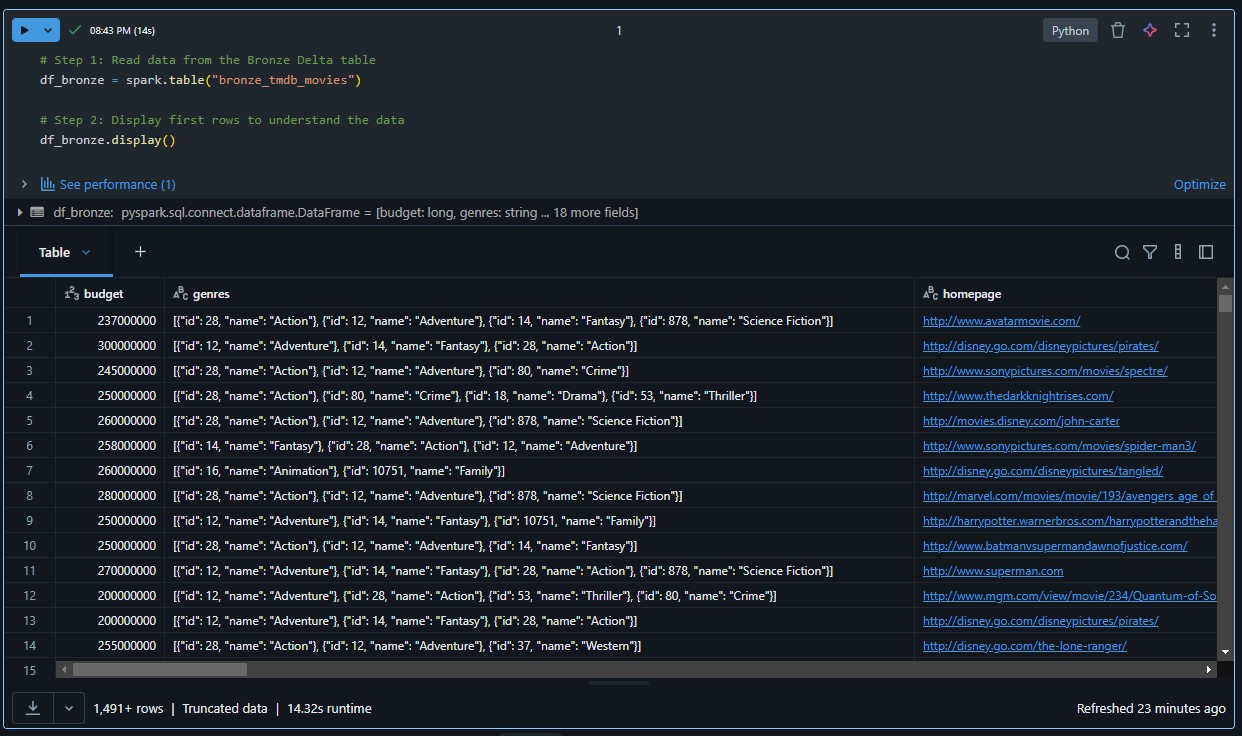 08:43 PM (14s)
1
Python
# Step 1: Read data from the Bronze Delta table
df_bronze = spark.table("bronze_tmdb_movies")
# Step 2: Display first rows to understand the data
df_bronze.display()
See performance (1)
Optimize
df_bronze: pyspark.sql.connect.dataframe.DataFrame = [budget: long, genres: string ... 18 more fields]
Table
+
1²3 budget ABC genres ABC homepage
1 237000000 [{"id": 28, "name": "Action"}, {"id": 12, "name": "Adventure"}, {"id": 14, "name": "Fantasy"}, {"id": 878, "name": "Science Fiction"}] http://www.avatarmovie.com/
2 300000000 [{"id": 12, "name": "Adventure"}, {"id": 14, "name": "Fantasy"}, {"id": 28, "name": "Action"}] http://disney.go.com/disneypictures/pirates/
3 245000000 [{"id": 28, "name": "Action"}, {"id": 12, "name": "Adventure"}, {"id": 80, "name": "Crime"}] http://www.sonypictures.com/movies/spectre/
4 250000000 [{"id": 28, "name": "Action"}, {"id": 80, "name": "Crime"}, {"id": 18, "name": "Drama"}, {"id": 53, "name": "Thriller"}] http://www.thedarkknightrises.com/
5 260000000 [{"id": 28, "name": "Action"}, {"id": 12, "name": "Adventure"}, {"id": 878, "name": "Science Fiction"}] http://movies.disney.com/john-carter
6 258000000 [{"id": 14, "name": "Fantasy"}, {"id": 28, "name": "Action"}, {"id": 12, "name": "Adventure"}] http://www.sonypictures.com/movies/spider-man3/
7 260000000 [{"id": 16, "name": "Animation"}, {"id": 10751, "name": "Family"}] http://disney.go.com/disneypictures/tangled/
8 280000000 [{"id": 28, "name": "Action"}, {"id": 12, "name": "Adventure"}, {"id": 878, "name": "Science Fiction"}] http://marvel.com/movies/movie/193/avengers_age_of
9 250000000 [{"id": 12, "name": "Adventure"}, {"id": 14, "name": "Fantasy"}, {"id": 10751, "name": "Family"}] http://harrypotter.warnerbros.com/harrypotterandtheha
10 250000000 [{"id": 28, "name": "Action"}, {"id": 12, "name": "Adventure"}, {"id": 14, "name": "Fantasy"}] http://www.batmanvsupermandawnofjustice.com/
11 270000000 [{"id": 12, "name": "Adventure"}, {"id": 14, "name": "Fantasy"}, {"id": 28, "name": "Action"}, {"id": 878, "name": "Science Fiction"}] http://www.superman.com
12 200000000 [{"id": 12, "name": "Adventure"}, {"id": 28, "name": "Action"}, {"id": 53, "name": "Thriller"}, {"id": 80, "name": "Crime"}] http://www.mgm.com/view/movie/234/Quantum-of-So
13 200000000 [{"id": 12, "name": "Adventure"}, {"id": 14, "name": "Fantasy"}, {"id": 28, "name": "Action"}] http://disney.go.com/disneypictures/pirates/
14 255000000 [{"id": 28, "name": "Action"}, {"id": 12, "name": "Adventure"}, {"id": 37, "name": "Western"}] http://disney.go.com/the-lone-ranger/
15
1,491+ rows | Truncated data | 14.32s runtime
Refreshed 23 minutes ago